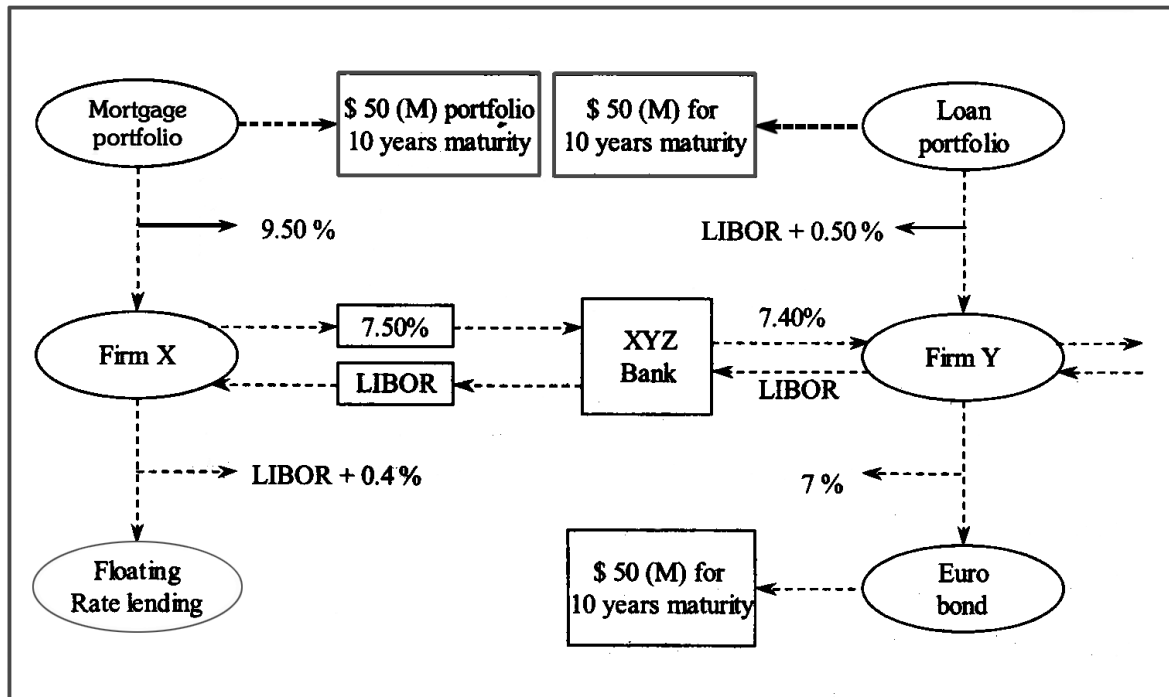 Mortgage
portfolio
$ 50 (M) portfolio
10 years maturity
$ 50 (M) for
10 years maturity
Loan
portfolio
9.50 %
LIBOR + 0.50 %
Firm X
7.50%
LIBOR
XYZ
Bank
7.40%
LIBOR
Firm Y
LIBOR + 0.4 %
7 %
Floating
Rate lending
$ 50 (M) for
10 years maturity
Euro
bond